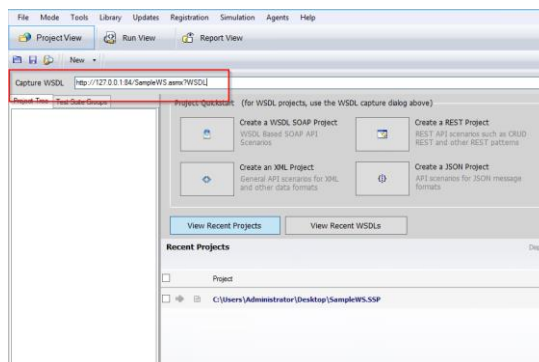 File Mode Tools Library Updates Registration Simulation Agents Help
Project View Run View Report View
New
Capture WSDL http://127.0.0.1:84/SampleWS.asmx?WSDL
Project Tree Test Suite Groups
Project Quickstart (for WSDL projects, use the WSDL capture dialog above)
Create a WSDL SOAP Project
WSDL Based SOAP API
Scenarios
Create a REST Project
REST API scenarios such as CRUD
REST and other REST patterns
Create an XML Project
General API scenarios for XML
and other data formats
Create a JSON Project
API scenarios for JSON message
formats
View Recent Projects View Recent WSDLs
Recent Projects
Project
C:\Users\Administrator\Desktop\SampleWS.SSP